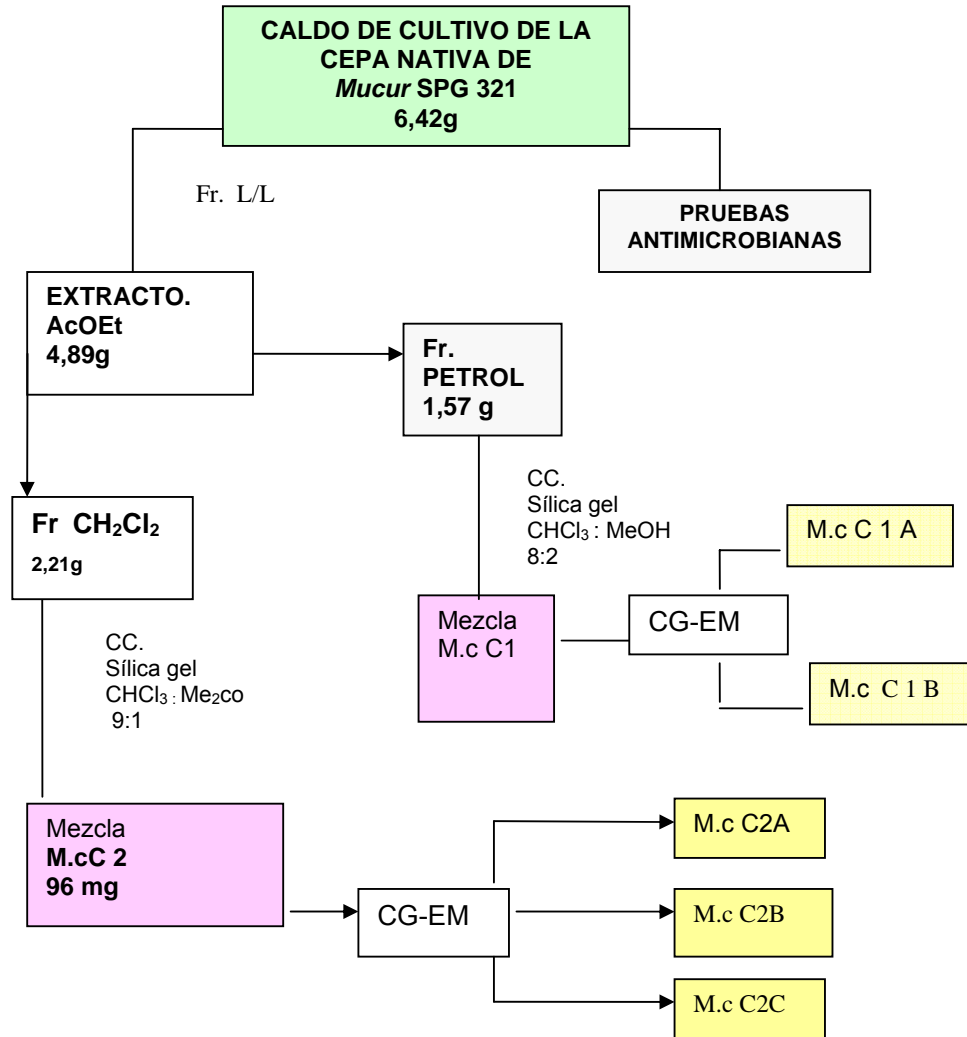 CALDO DE CULTIVO DE LA
CEPA NATIVA DE
Mucur SPG 321
6,42g
Fr. L/L
PRUEBAS
ANTIMICROBIANAS
EXTRACTO.
AcOEt
4,89g
Fr.
PETROL
1,57 g
CC.
Sílica gel
CHCl₃ : MeOH
8:2
Fr CH₂Cl₂
2,21g
M.c C 1 A
Mezcla
M.c C1
CG-EM
M.c C 1 B
CC.
Sílica gel
CHCl₃ : Me₂co
9:1
Mezcla
M.cC 2
96 mg
CG-EM
M.c C2A
M.c C2B
M.c C2C